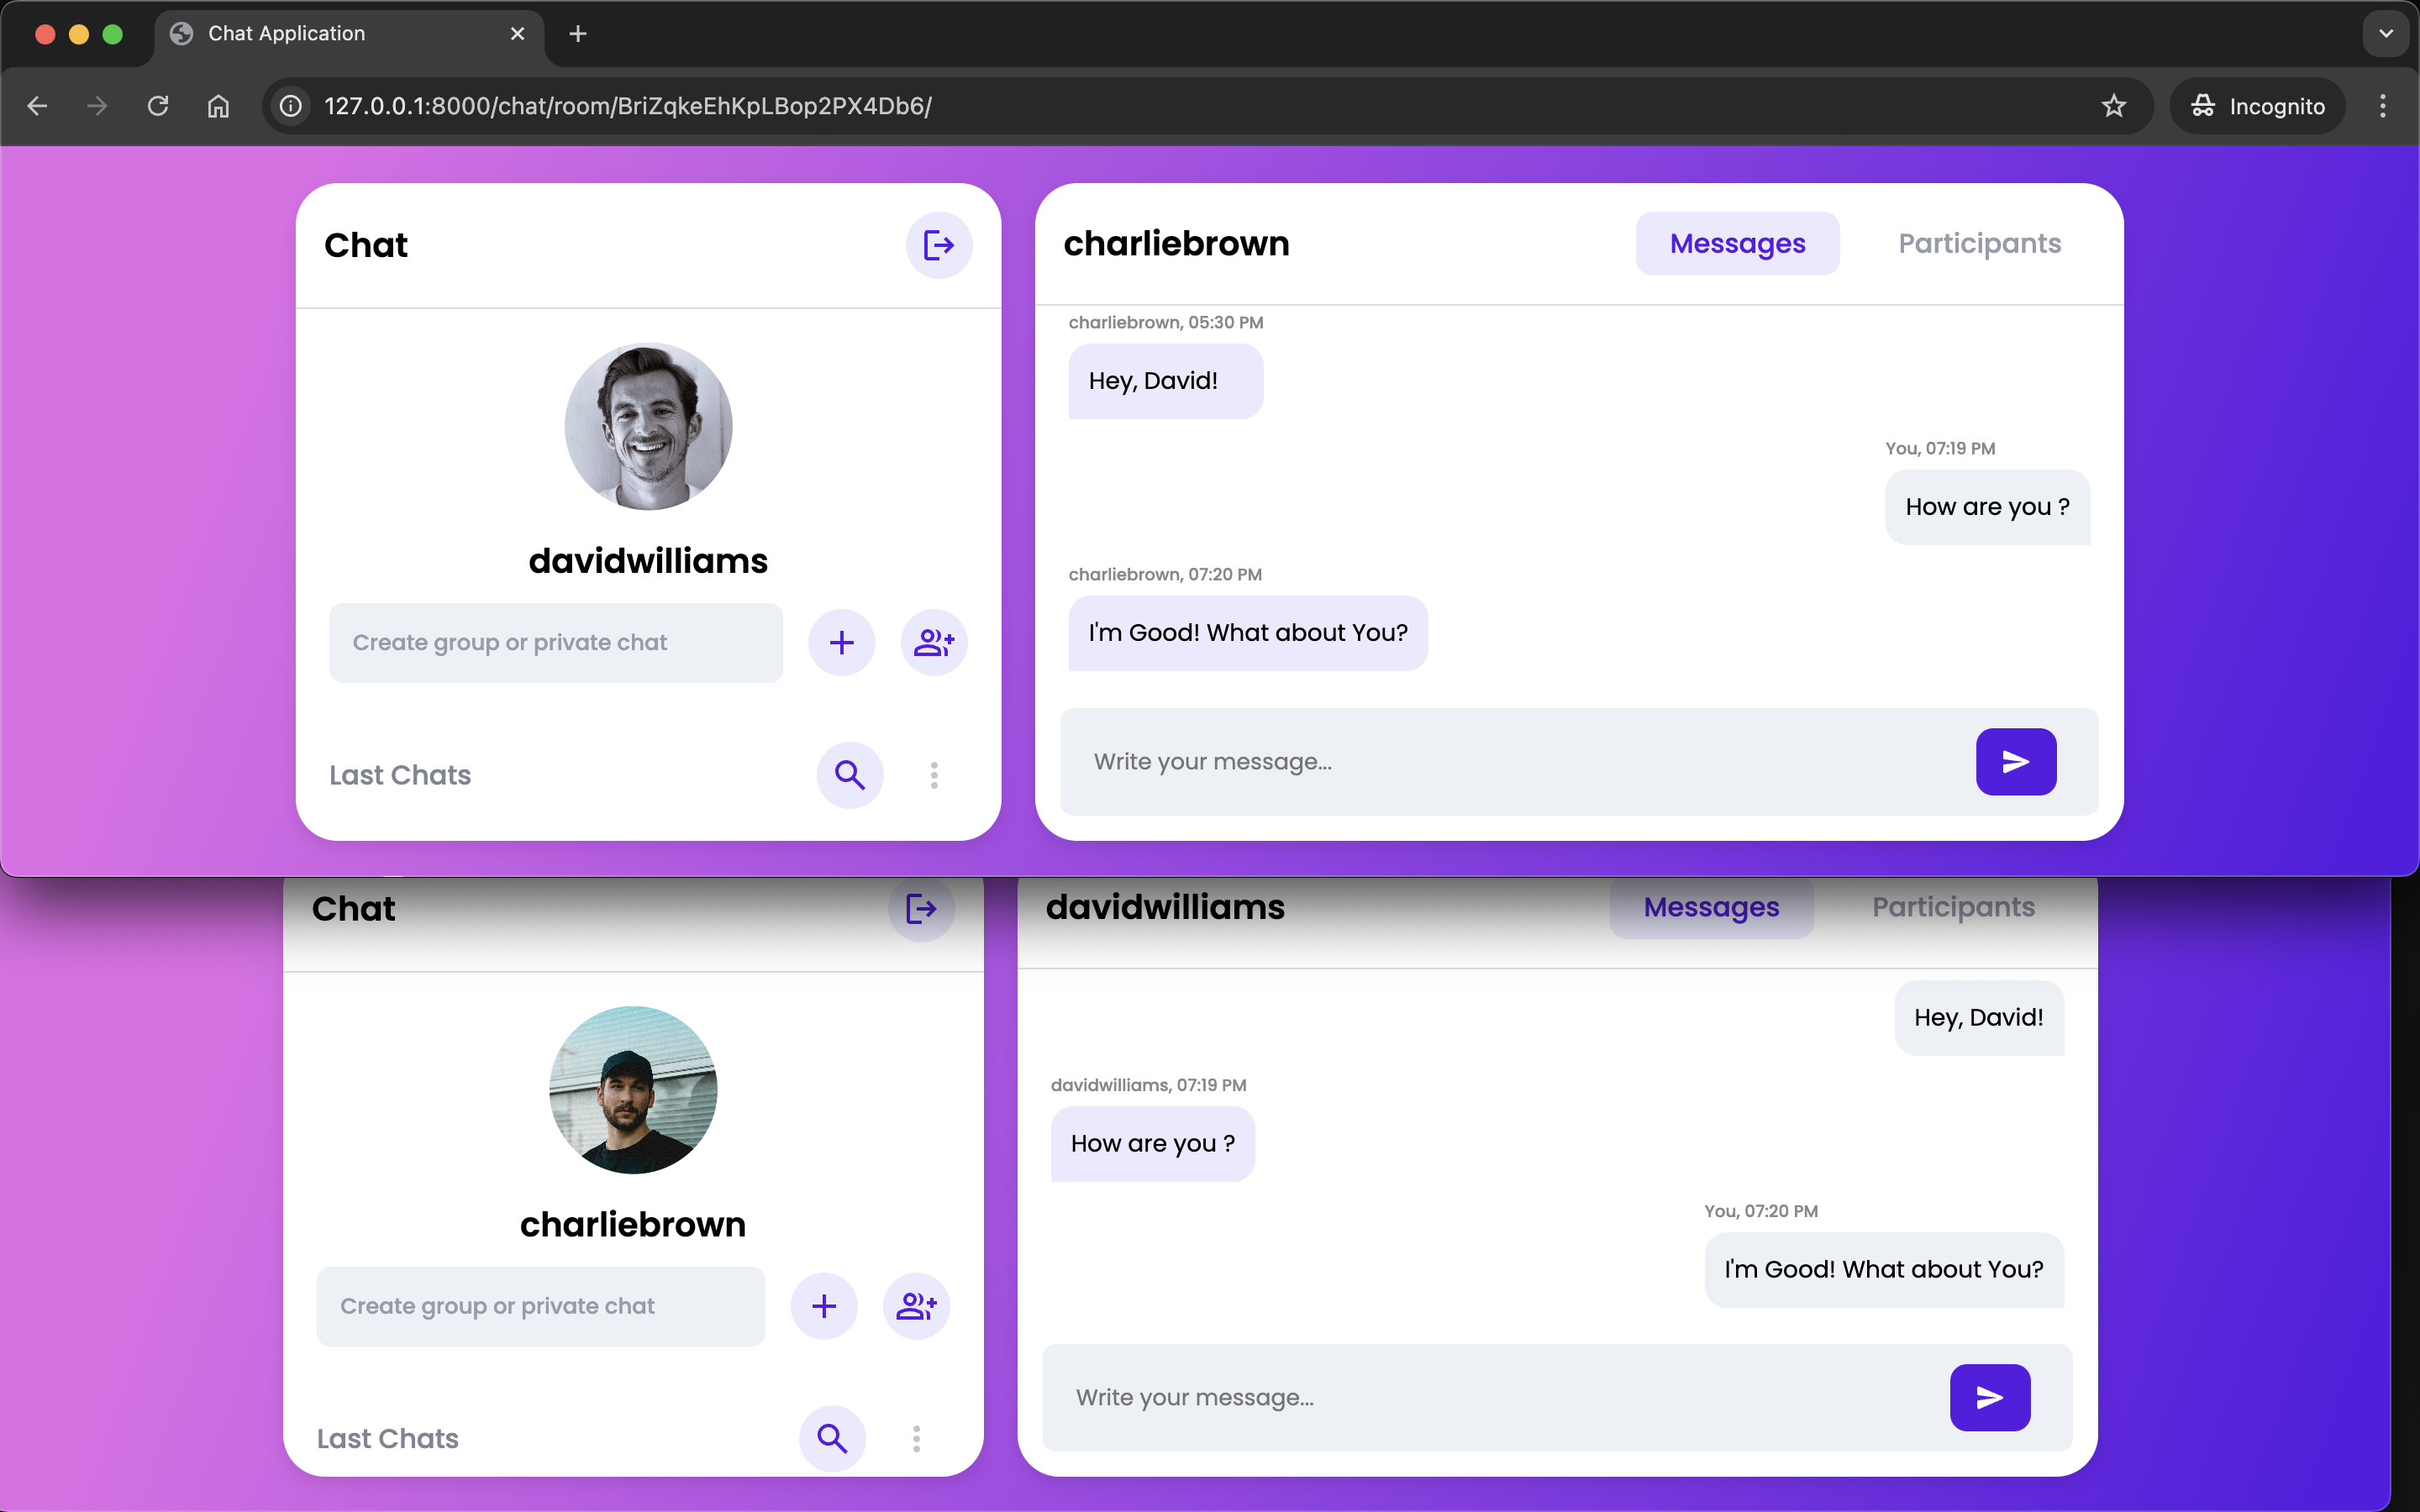 Chat Application
127.0.0.1:8000/chat/room/BriZqkeEhKpLBop2PX4Db6/
Incognito
Chat
davidwilliams
Create group or private chat
Last Chats
charliebrown
Messages
Participants
charliebrown, 05:30 PM
Hey, David!
You, 07:19 PM
How are you ?
charliebrown, 07:20 PM
I'm Good! What about You?
Write your message...
Chat
charliebrown
Create group or private chat
Last Chats
davidwilliams
Messages
Participants
Hey, David!
davidwilliams, 07:19 PM
How are you ?
You, 07:20 PM
I'm Good! What about You?
Write your message...